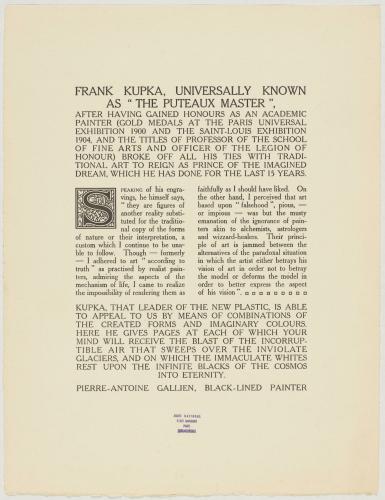 FRANK KUPKA, UNIVERSALLY KNOWN
AS " THE PUTEAUX MASTER ",
AFTER HAVING GAINED HONOURS AS AN ACADEMIC
PAINTER (GOLD MEDALS AT THE PARIS UNIVERSAL
EXHIBITION 1900 AND THE SAINT-LOUIS EXHIBITION
1904, AND THE TITLES OF PROFESSOR OF THE SCHOOL
OF FINE ARTS AND OFFICER OF THE LEGION OF
HONOUR) BROKE OFF ALL HIS TIES WITH TRADI-
TIONAL ART TO REIGN AS PRINCE OF THE IMAGINED
DREAM, WHICH HE HAS DONE FOR THE LAST 15 YEARS.
SPEAKING of his engra-
vings, he himself says,
" they are figures of
another reality substi-
tuted for the traditio-
nal copy of the forms
of nature or their interpretation, a
custom which I continue to be una-
ble to follow. Though — formerly
— I adhered to art " according to
truth " as practised by realist pain-
ters, admiring the aspects of the
mechanism of life, I came to realize
the impossibility of rendering them as
faithfully as I should have liked. On
the other hand, I perceived that art
based upon " falsehood ", pious, —
or impious — was but the musty
emanation of the ignorance of pain-
ters akin to alchemists, astrologers
and wizzard-healers. Their princi-
ple of art is jammed between the
alternatives of the paradoxal situation
in which the artist either betrays his
vision of art in order not to betray
the model or deforms the model in
order to better express the aspect
of his vision ".
KUPKA, THAT LEADER OF THE NEW PLASTIC, IS ABLE
TO APPEAL TO US BY MEANS OF COMBINATIONS OF
THE CREATED FORMS AND IMAGINARY COLOURS.
HERE HE GIVES PAGES AT EACH OF WHICH YOUR
MIND WILL RECEIVE THE BLAST OF THE INCORRUP-
TIBLE AIR THAT SWEEPS OVER THE INVIOLATE
GLACIERS, AND ON WHICH THE IMMACULATE WHITES
REST UPON THE INFINITE BLACKS OF THE COSMOS
INTO ETERNITY.
PIERRE-ANTOINE GALLIEN, BLACK-LINED PAINTER